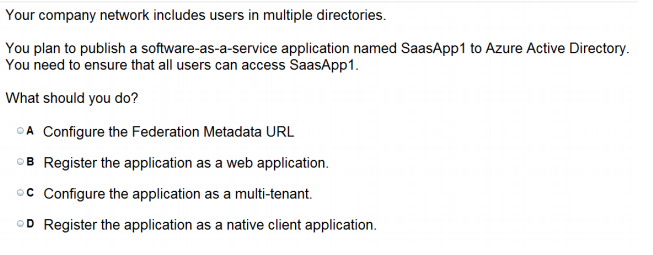 Your company network includes users in multiple directories.
You plan to publish a software-as-a-service application named SaasApp1 to Azure Active Directory.
You need to ensure that all users can access SaasApp1.
What should you do?
A Configure the Federation Metadata URL
B Register the application as a web application.
C Configure the application as a multi-tenant.
D Register the application as a native client application.